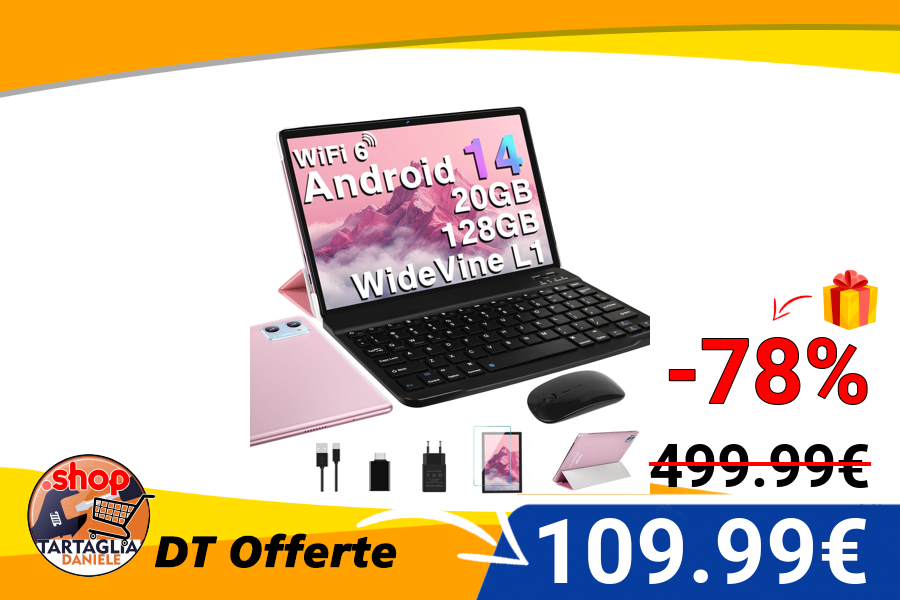 WiFi 6
Android 14
20GB
128GB
WideVine L1
-78%
499.99€
109.99€
.shop
TARTAGLIA
DANIELE
DT Offerte